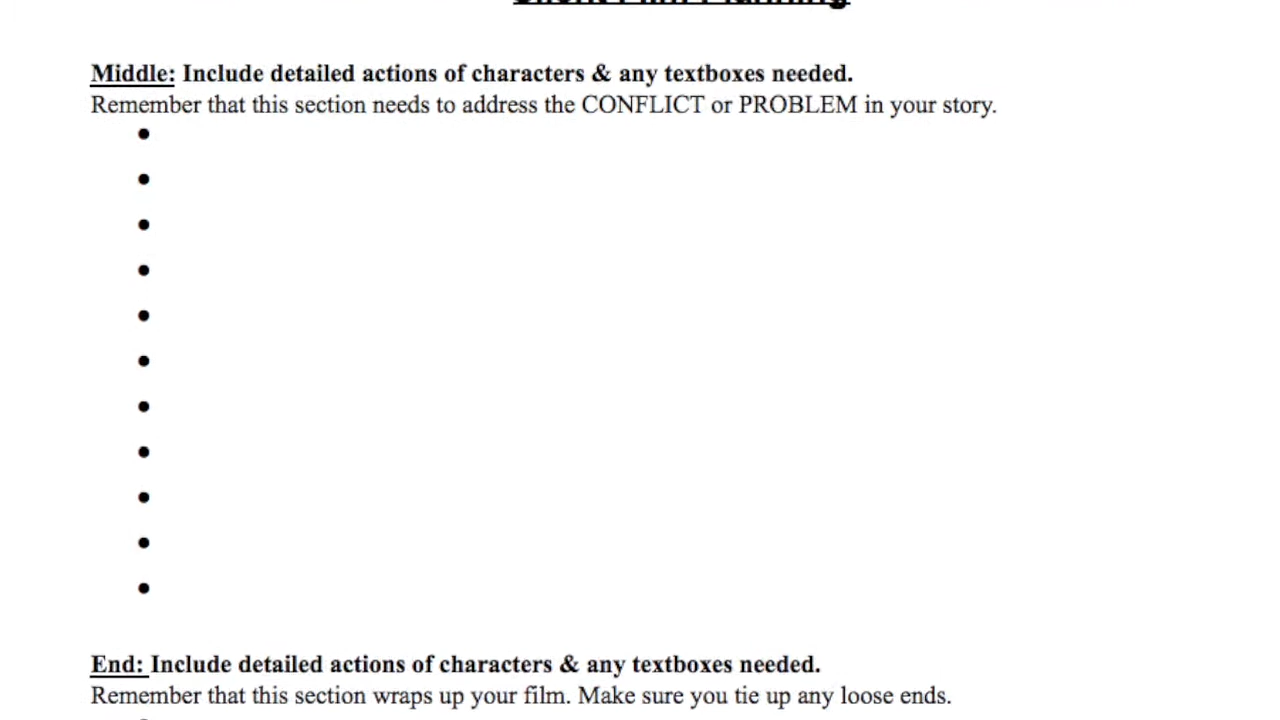 Middle: Include detailed actions of characters & any textboxes needed.
Remember that this section needs to address the CONFLICT or PROBLEM in your story.
End: Include detailed actions of characters & any textboxes needed.
Remember that this section wraps up your film. Make sure you tie up any loose ends.